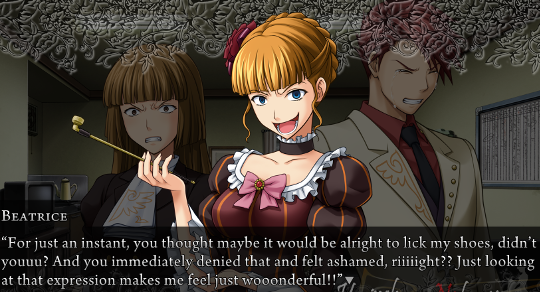 Beatrice
“For just an instant, you thought maybe it would be alright to lick my shoes, didn't
youuu? And you immediately denied that and felt ashamed, riiiiight?? Just looking
at that expression makes me feel just wooonderful!!”